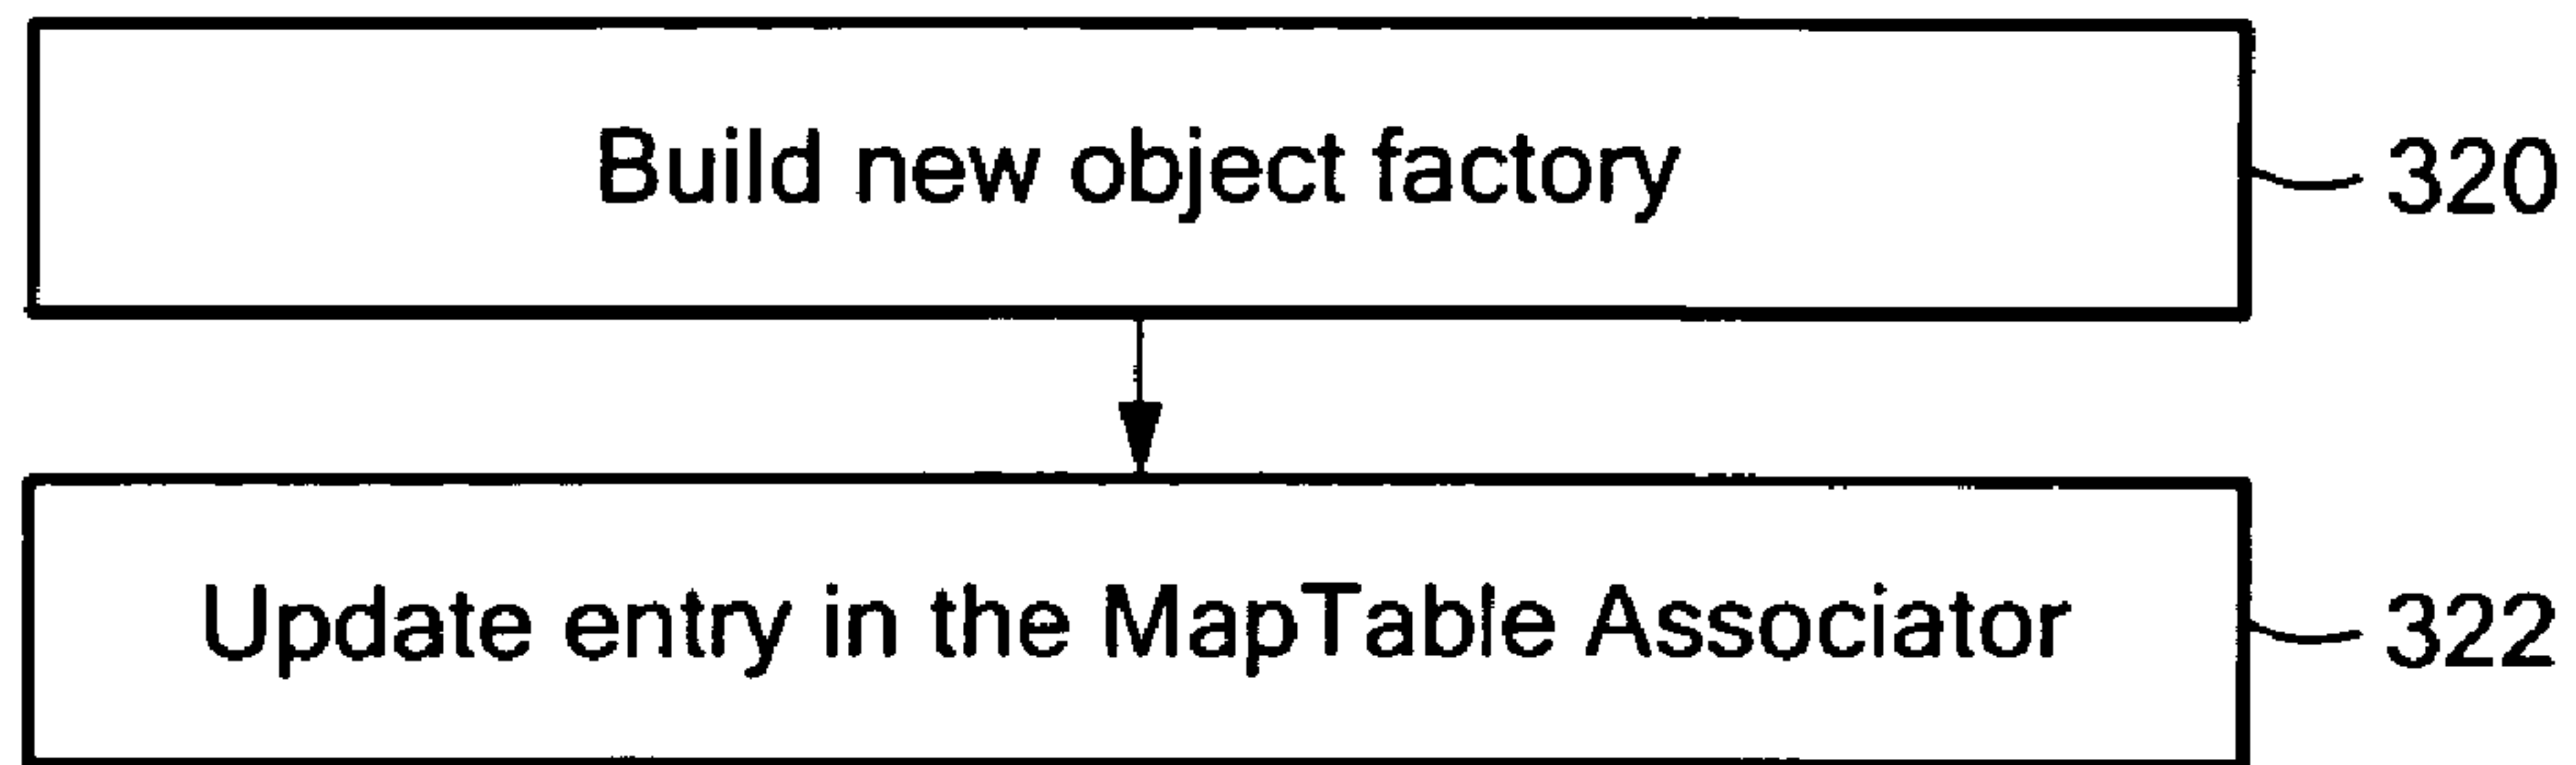 Build new object factory
320
Update entry in the MapTable Associator
322